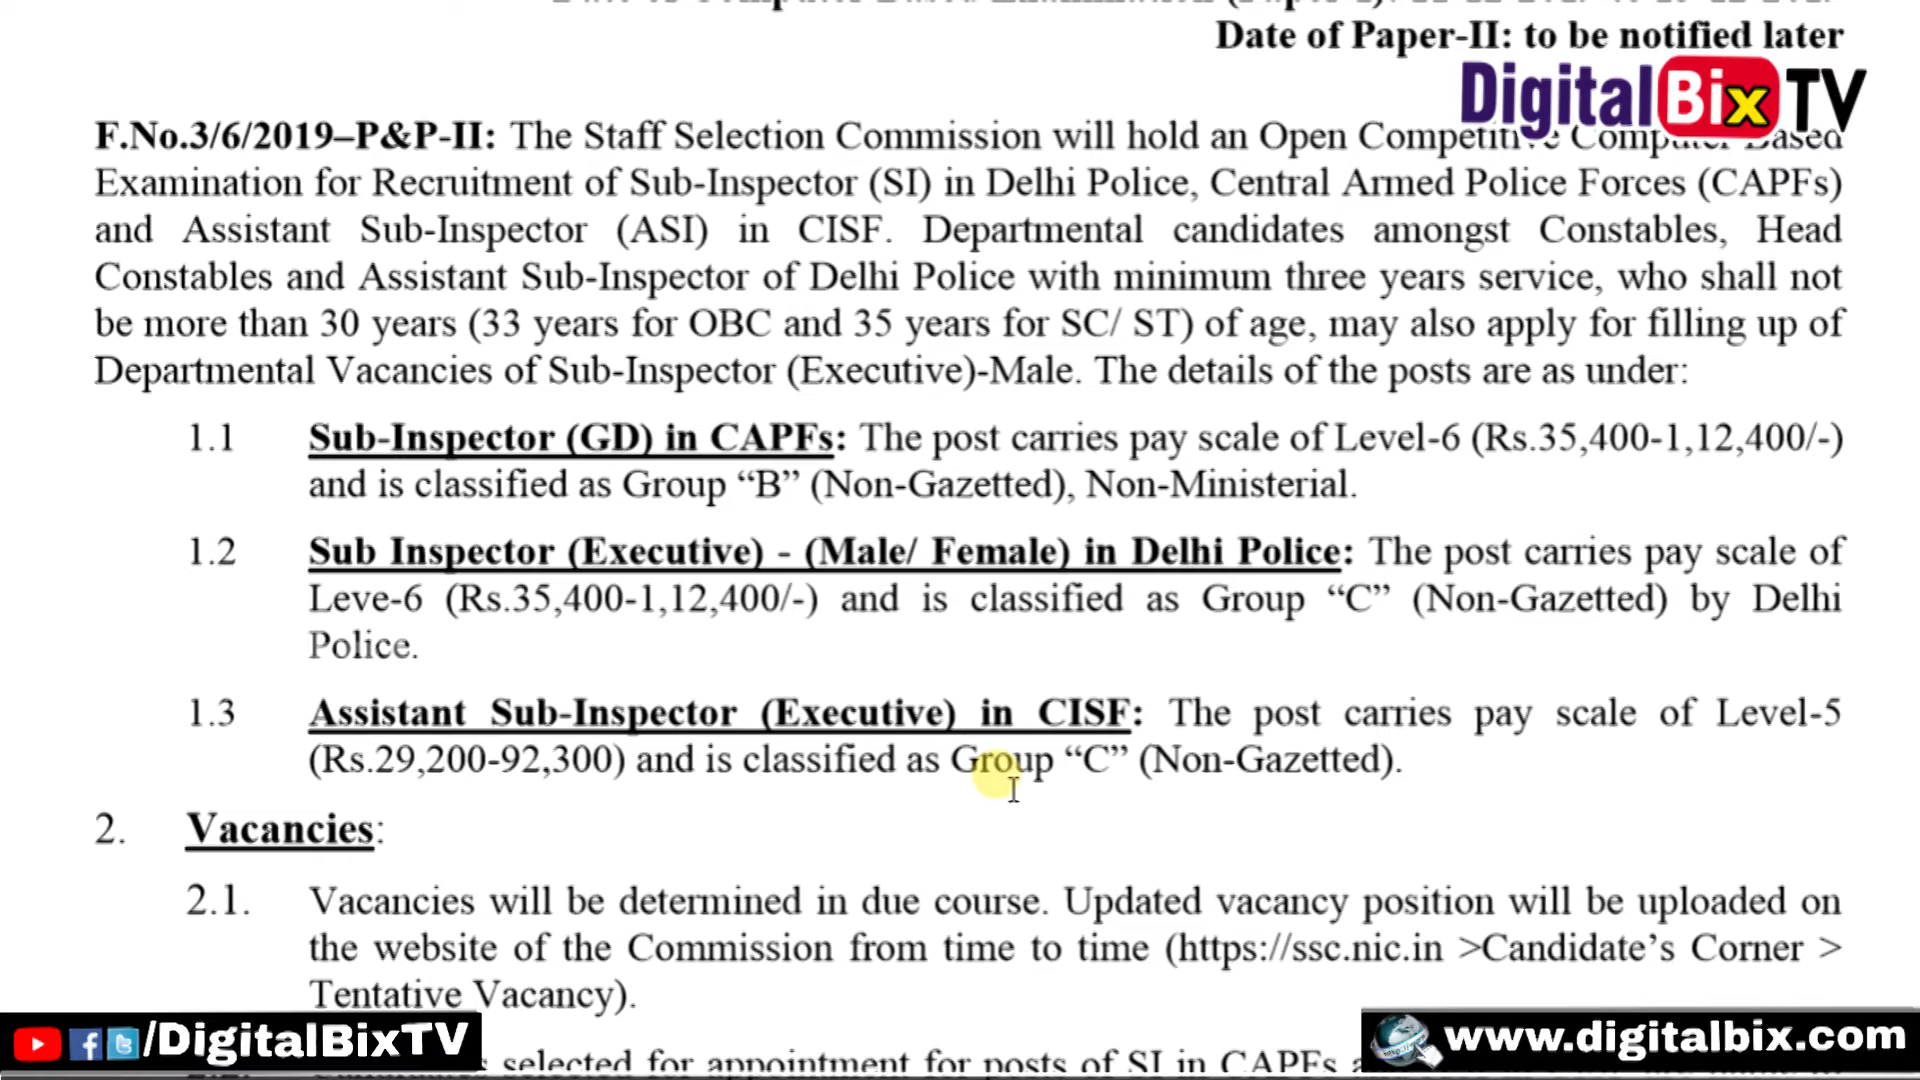 Date of Paper-II: to be notified later
DigitalBixTV
F.No.3/6/2019–P&P-II: The Staff Selection Commission will hold an Open Competitive Computer Based
Examination for Recruitment of Sub-Inspector (SI) in Delhi Police, Central Armed Police Forces (CAPFs)
and Assistant Sub-Inspector (ASI) in CISF. Departmental candidates amongst Constables, Head
Constables and Assistant Sub-Inspector of Delhi Police with minimum three years service, who shall not
be more than 30 years (33 years for OBC and 35 years for SC/ ST) of age, may also apply for filling up of
Departmental Vacancies of Sub-Inspector (Executive)-Male. The details of the posts are as under:
1.1 Sub-Inspector (GD) in CAPFs: The post carries pay scale of Level-6 (Rs.35,400-1,12,400/-)
and is classified as Group “B” (Non-Gazetted), Non-Ministerial.
1.2 Sub Inspector (Executive) - (Male/ Female) in Delhi Police: The post carries pay scale of
Leve-6 (Rs.35,400-1,12,400/-) and is classified as Group “C” (Non-Gazetted) by Delhi
Police.
1.3 Assistant Sub-Inspector (Executive) in CISF: The post carries pay scale of Level-5
(Rs.29,200-92,300) and is classified as Group “C” (Non-Gazetted).
2. Vacancies:
2.1. Vacancies will be determined in due course. Updated vacancy position will be uploaded on
the website of the Commission from time to time (https://ssc.nic.in >Candidate’s Corner >
Tentative Vacancy).
selected for appointment for posts of SI in CAPFs
/DigitalBixTV
www.digitalbix.com